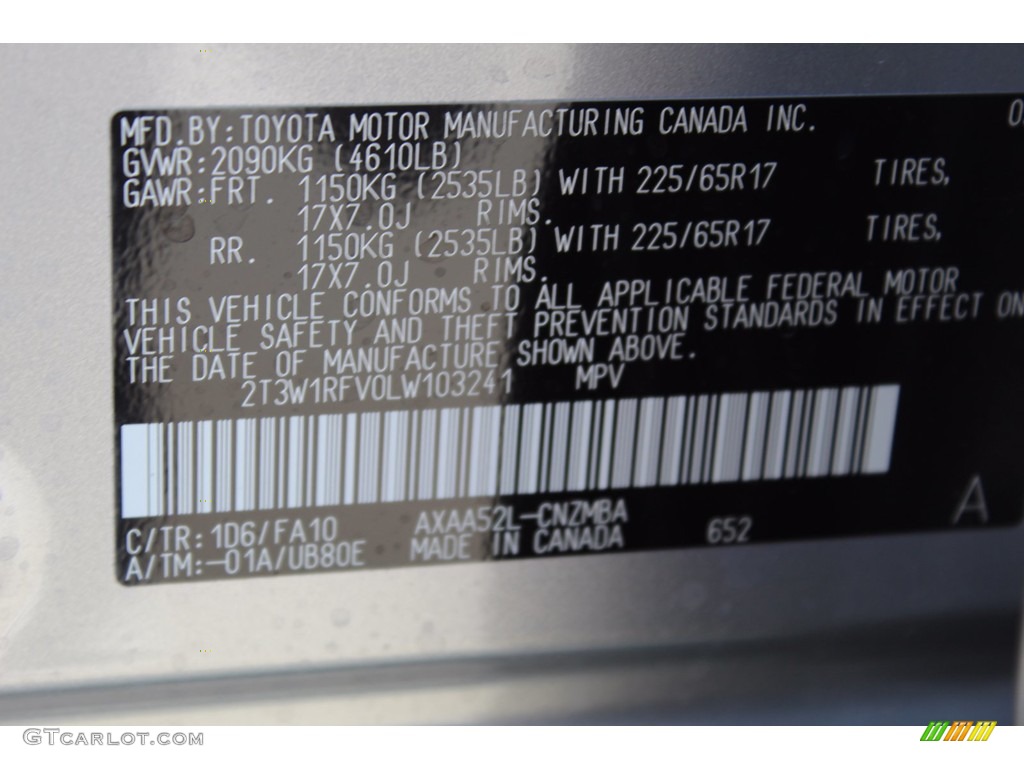 MFD.BY:TOYOTA MOTOR MANUFACTURING CANADA INC. 0
GVWR:2090KG (4610LB)
GAWR:FRT. 1150KG (2535LB) WITH 225/65R17 TIRES,
17X7.0J RIMS.
RR. 1150KG (2535LB) WITH 225/65R17 TIRES,
17X7.0J RIMS.
THIS VEHICLE CONFORMS TO ALL APPLICABLE FEDERAL MOTOR
VEHICLE SAFETY AND THEFT PREVENTION STANDARDS IN EFFECT ON
THE DATE OF MANUFACTURE SHOWN ABOVE.
2T3W1RFV0LW103241 MPV
C/TR:1D6/FA10 AXAA52L-CNZMBA 652 A
A/TM:-01A/UB80E MADE IN CANADA
GTCarlot.com